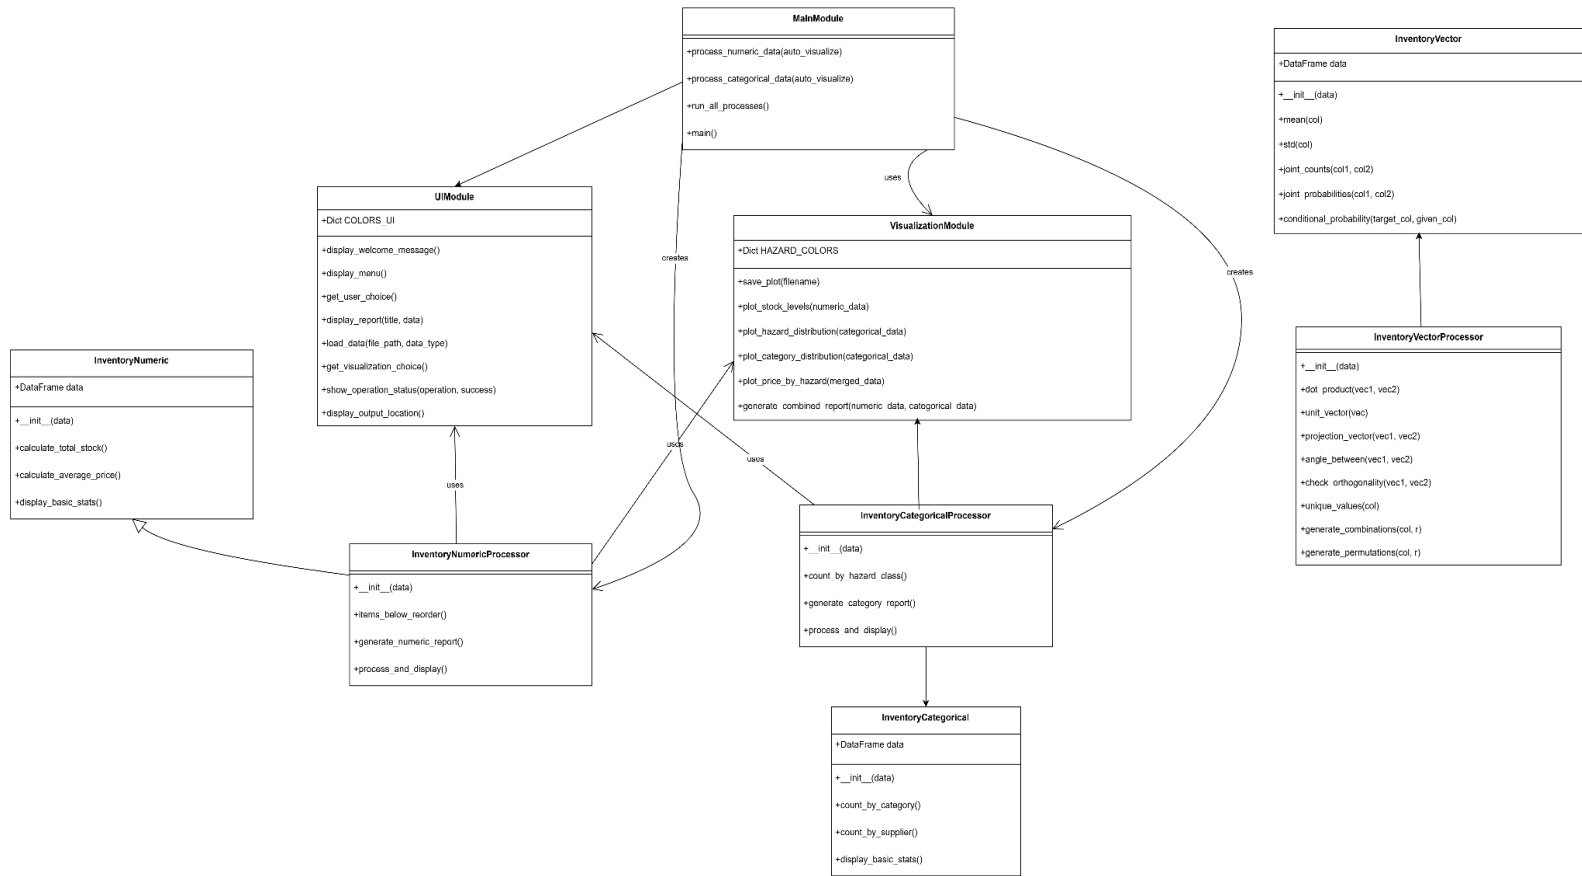 MainModule
+process_numeric_data(auto_visualize)
+process_categorical_data(auto_visualize)
+run_all_processes()
+main()
InventoryVector
+DataFrame data
+__init__(data)
+mean(col)
+std(col)
+joint_counts(col1, col2)
+joint_probabilities(col1, col2)
+conditional_probability(target_col, given_col)
UIModule
+Dict COLORS_UI
+display_welcome_message()
+display_menu()
+get_user_choice()
+display_report(title, data)
+load_data(file_path, data_type)
+get_visualization_choice()
+show_operation_status(operation, success)
+display_output_location()
uses
VisualizationModule
+Dict HAZARD_COLORS
+save_plot(filename)
+plot_stock_levels(numeric_data)
+plot_hazard_distribution(categorical_data)
+plot_category_distribution(categorical_data)
+plot_price_by_hazard(merged_data)
+generate_combined_report(numeric_data, categorical_data)
creates
creates
InventoryVectorProcessor
+__init__(data)
+dot_product(vec1, vec2)
+unit_vector(vec)
+projection_vector(vec1, vec2)
+angle_between(vec1, vec2)
+check_orthogonality(vec1, vec2)
+unique_values(col)
+generate_combinations(col, r)
+generate_permutations(col, r)
InventoryNumeric
+DataFrame data
+__init__(data)
+calculate_total_stock()
+calculate_average_price()
+display_basic_stats()
uses
uses
uses
InventoryNumericProcessor
+__init__(data)
+items_below_reorder()
+generate_numeric_report()
+process_and_display()
InventoryCategoricalProcessor
+__init__(data)
+count_by_hazard_class()
+generate_category_report()
+process_and_display()
InventoryCategorical
+DataFrame data
+__init__(data)
+count_by_category()
+count_by_supplier()
+display_basic_stats()